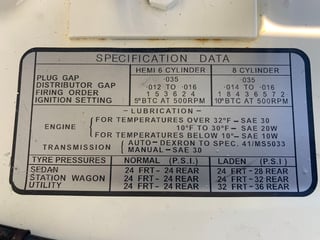 SPECIFICATION DATA
HEMI 6 CYLINDER 8 CYLINDER
PLUG GAP .035 .035
DISTRIBUTOR GAP .012 TO .016 .014 TO .016
FIRING ORDER 1 5 3 6 2 4 1 8 4 3 6 5 7 2
IGNITION SETTING 5°BTC AT 500RPM 10°BTC AT 500RPM
– LUBRICATION –
ENGINE FOR TEMPERATURES OVER 32°F – SAE 30
10°F TO 30°F – SAE 20W
FOR TEMPERATURES BELOW 10° – SAE 10W
TRANSMISSION AUTO – DEXRON TO SPEC. 41/MS5033
MANUAL – SAE 30
TYRE PRESSURES NORMAL (P.S.I.) LADEN (P.S.I.)
SEDAN 24 FRT – 24 REAR 24 FRT – 28 REAR
STATION WAGON 24 FRT – 24 REAR 24 FRT – 32 REAR
UTILITY 24 FRT – 24 REAR 32 FRT – 36 REAR